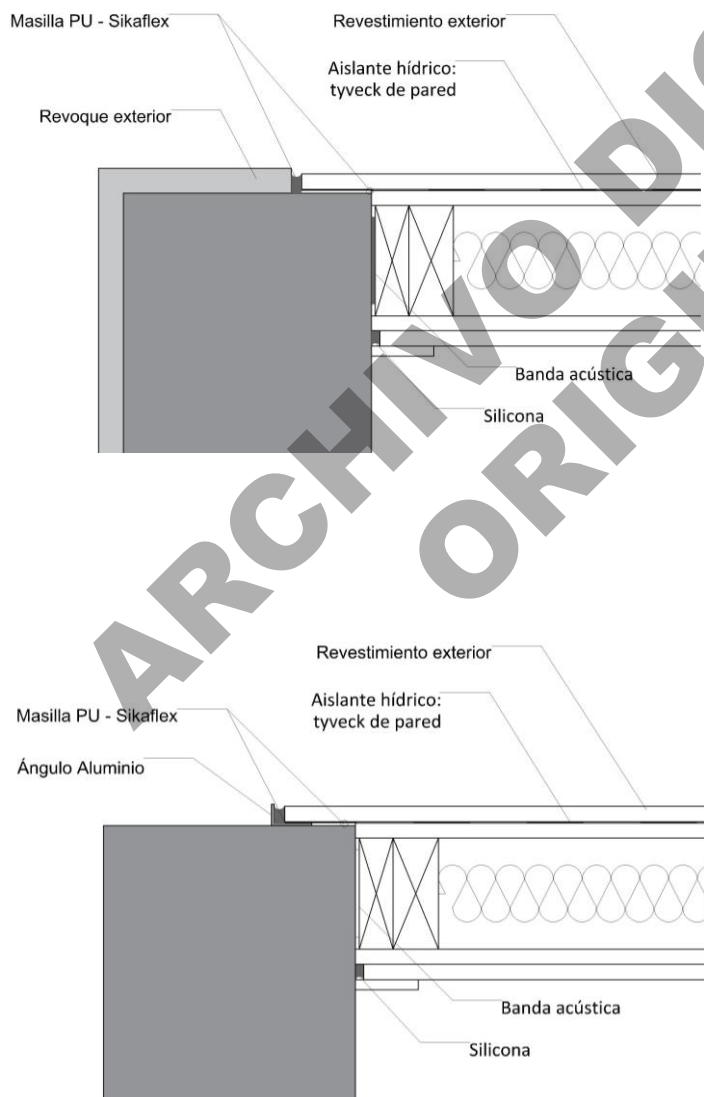 Masilla PU - Sikaflex
Revestimiento exterior
Aislante hídrico:
tyveck de pared
Revoque exterior
Banda acústica
Silicona
Revestimiento exterior
Aislante hídrico:
tyveck de pared
Masilla PU - Sikaflex
Ángulo Aluminio
Banda acústica
Silicona
ARCHIVO DI
ORIGI